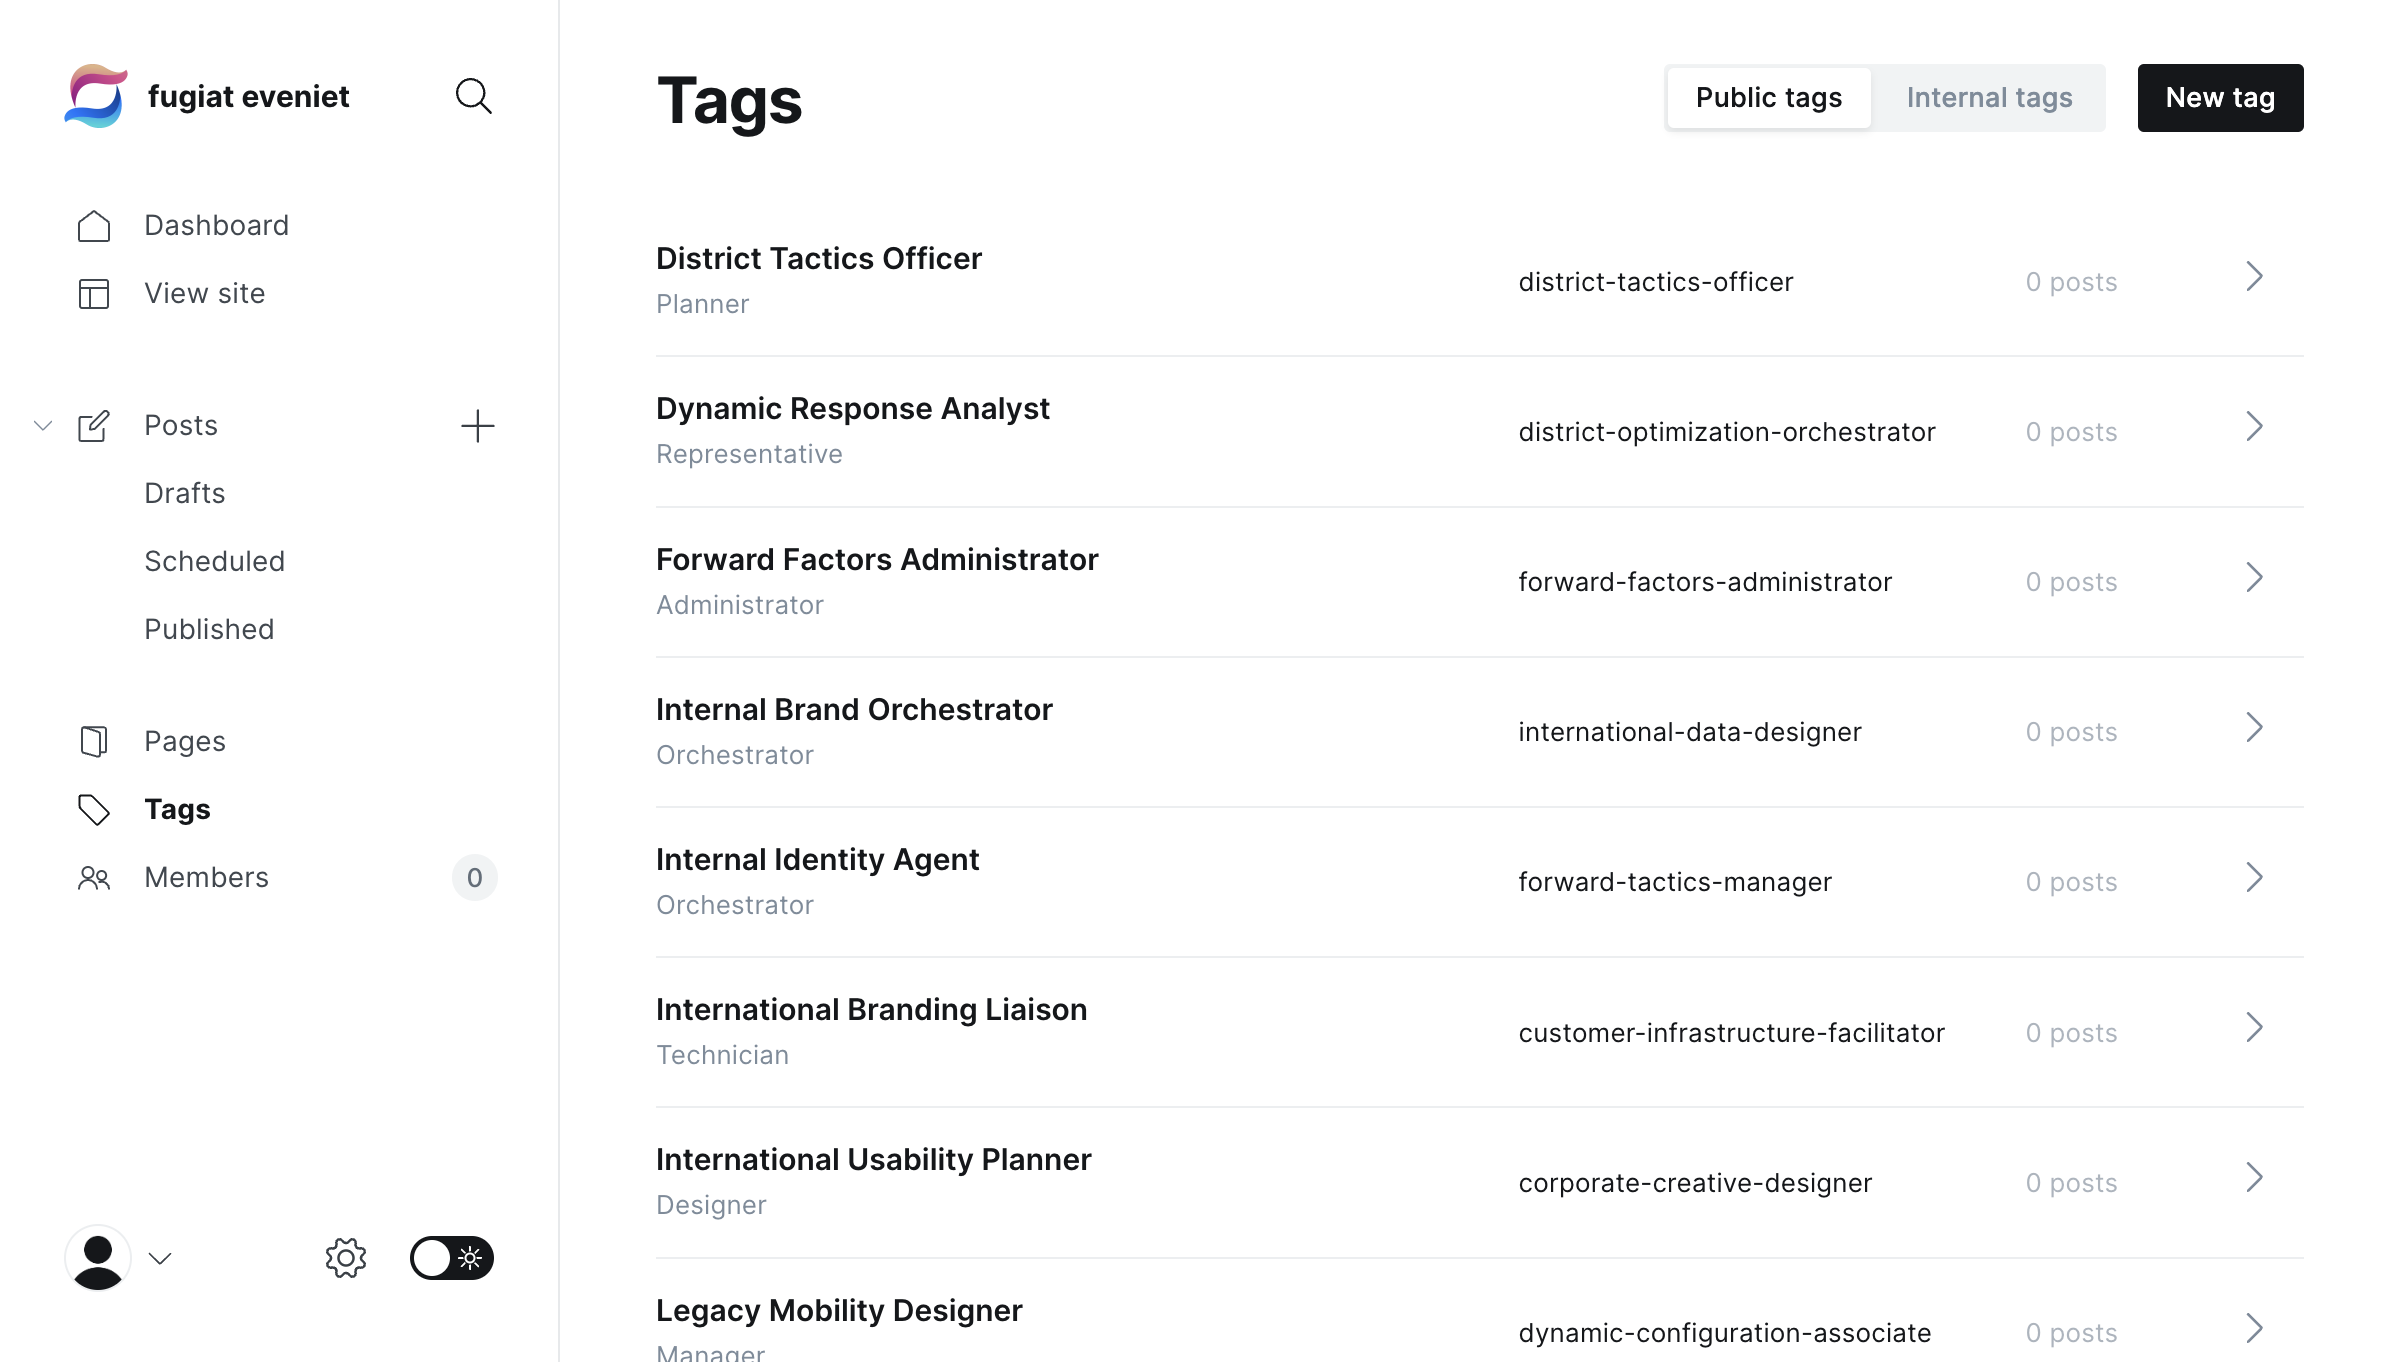 fugiat eveniet
Dashboard
View site
Posts
Drafts
Scheduled
Published
Pages
Tags
Members 0
Tags
Public tags Internal tags New tag
District Tactics Officer
Planner
district-tactics-officer 0 posts
Dynamic Response Analyst
Representative
district-optimization-orchestrator 0 posts
Forward Factors Administrator
Administrator
forward-factors-administrator 0 posts
Internal Brand Orchestrator
Orchestrator
international-data-designer 0 posts
Internal Identity Agent
Orchestrator
forward-tactics-manager 0 posts
International Branding Liaison
Technician
customer-infrastructure-facilitator 0 posts
International Usability Planner
Designer
corporate-creative-designer 0 posts
Legacy Mobility Designer
Manager
dynamic-configuration-associate 0 posts